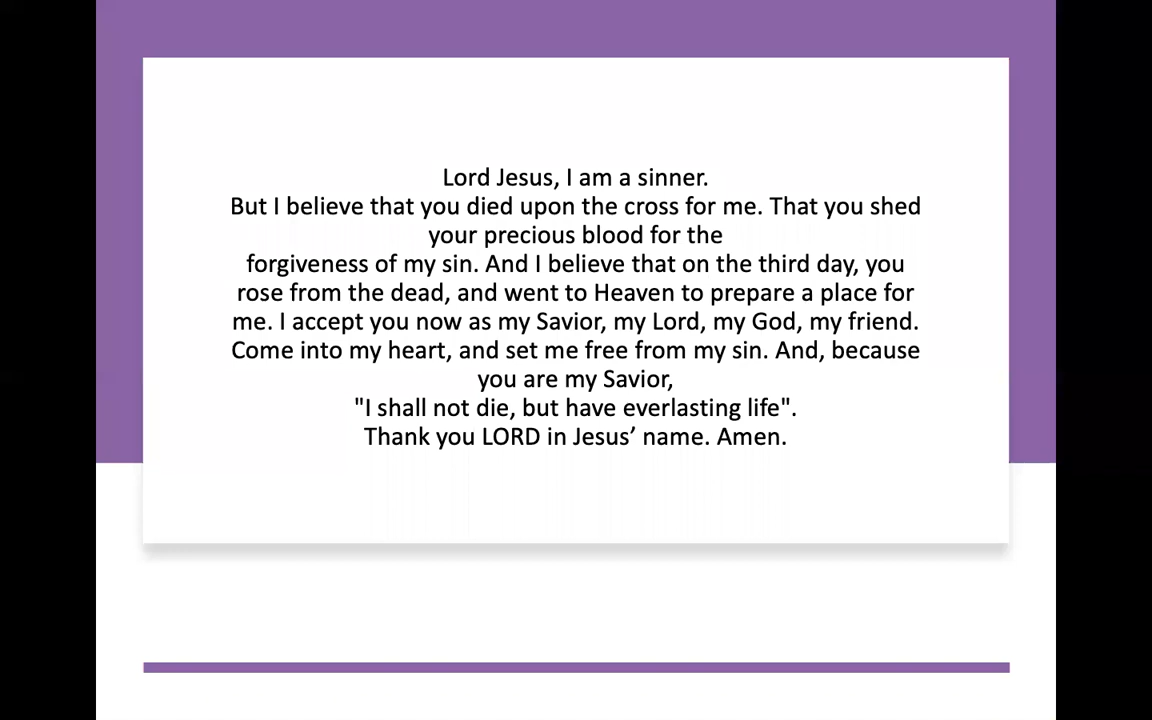 Lord Jesus, I am a sinner.
But I believe that you died upon the cross for me. That you shed
your precious blood for the
forgiveness of my sin. And I believe that on the third day, you
rose from the dead, and went to Heaven to prepare a place for
me. I accept you now as my Savior, my Lord, my God, my friend.
Come into my heart, and set me free from my sin. And, because
you are my Savior,
"I shall not die, but have everlasting life".
Thank you LORD in Jesus’ name. Amen.